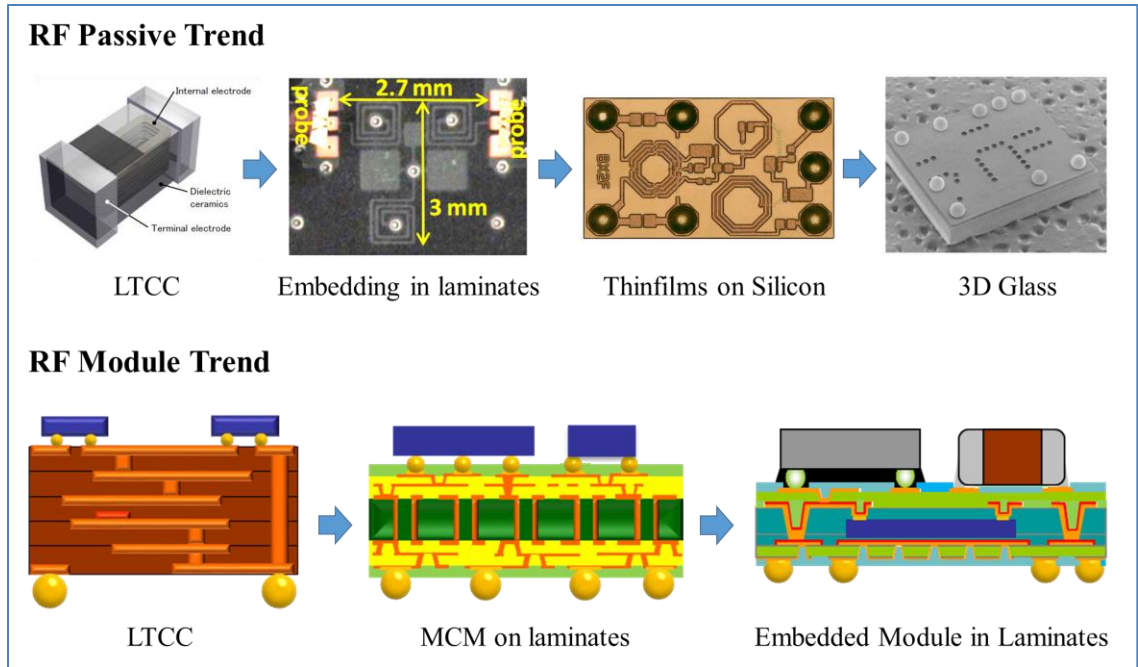 RF Passive Trend
Internal electrode
Dielectric
ceramics
Terminal electrode
probe
2.7 mm
probe
3 mm
BX2F
LTCC
Embedding in laminates
Thinfilms on Silicon
3D Glass
RF Module Trend
LTCC
MCM on laminates
Embedded Module in Laminates